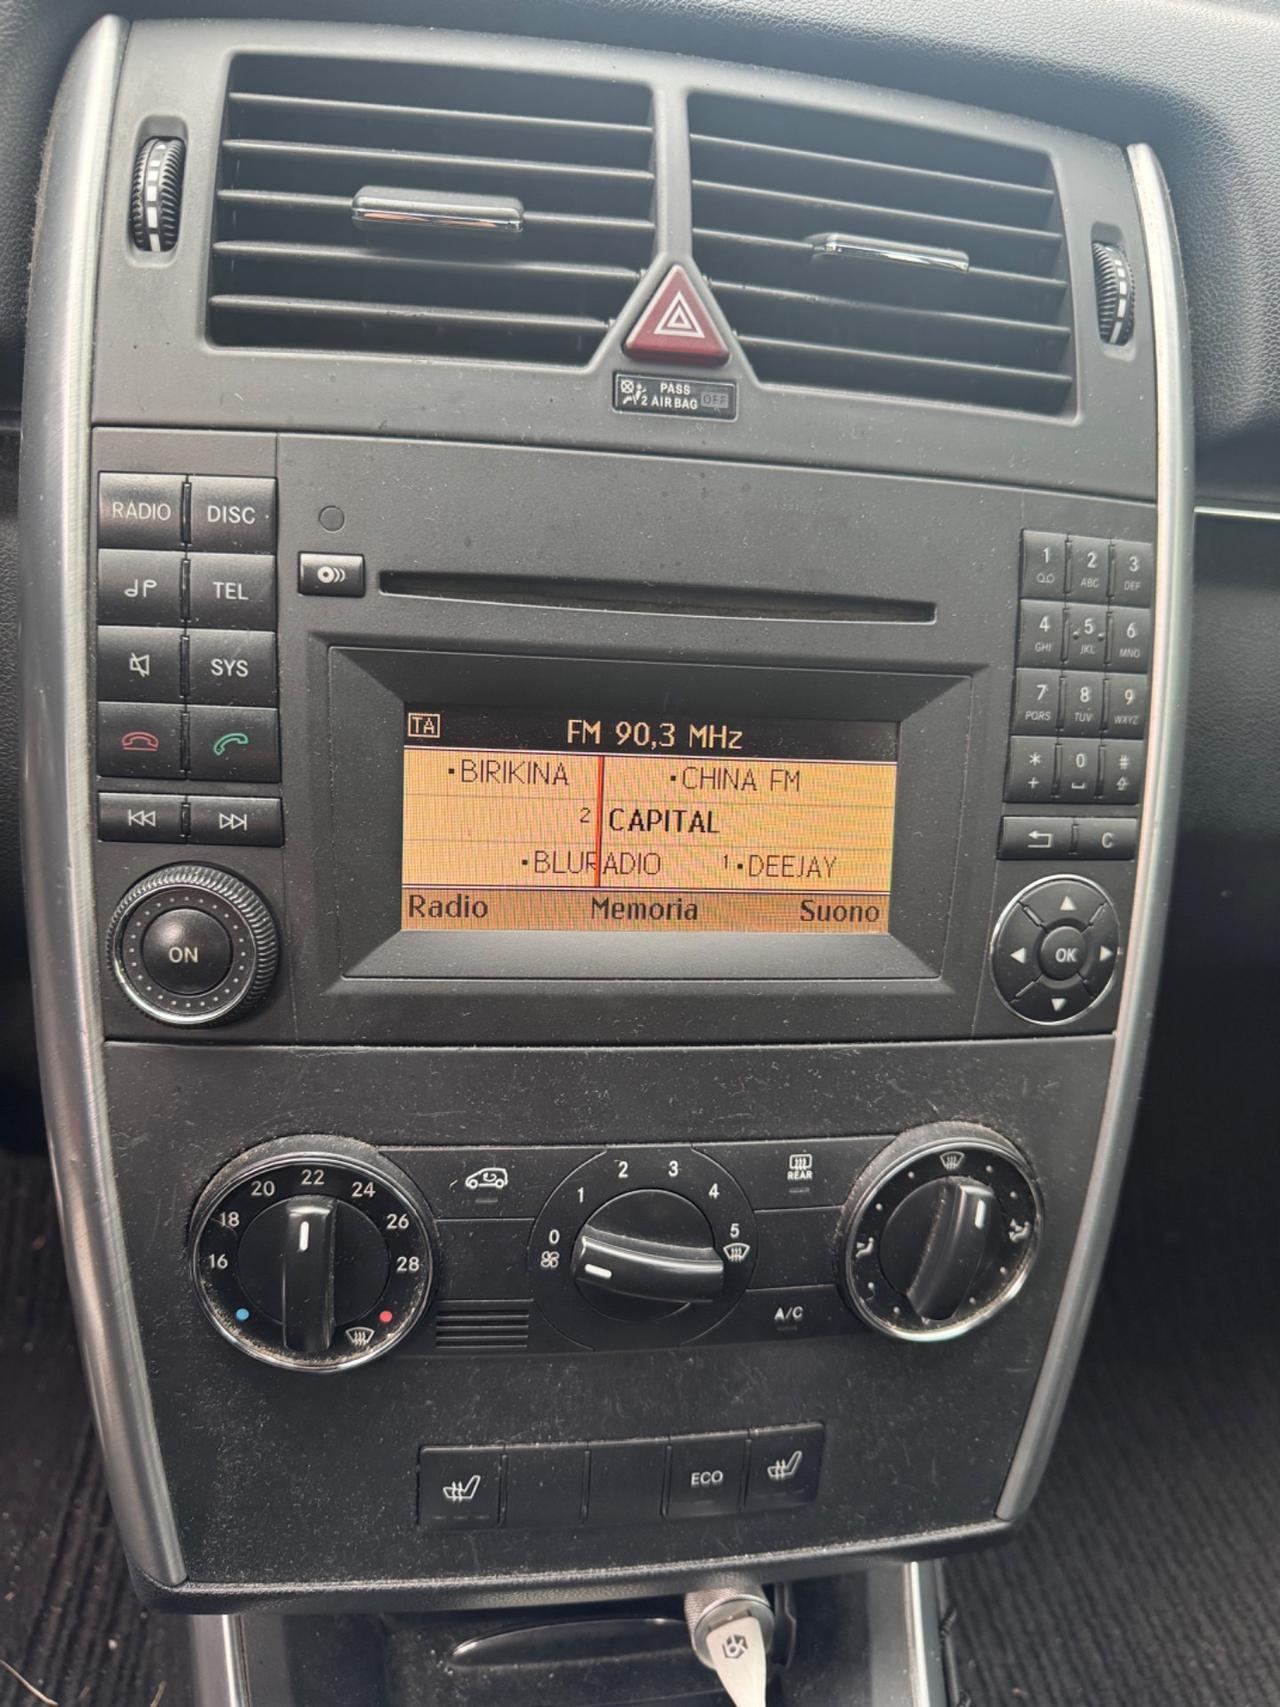 PASS
2 AIRBAG OFF
RADIO DISC
TEL
SYS
ON
TA FM 90,3 MHz
BIRIKINA CHINA FM
2 CAPITAL
BLURADIO 1 DEEJAY
Radio Memoria Suono
1 2 3
ABC DEF
4 5 6
GHI JKL MNO
7 8 9
PQRS TUV WXYZ
* 0 #
+
C
OK
16 18 20 22 24 26 28
0 1 2 3 4 5
REAR
A/C
ECO